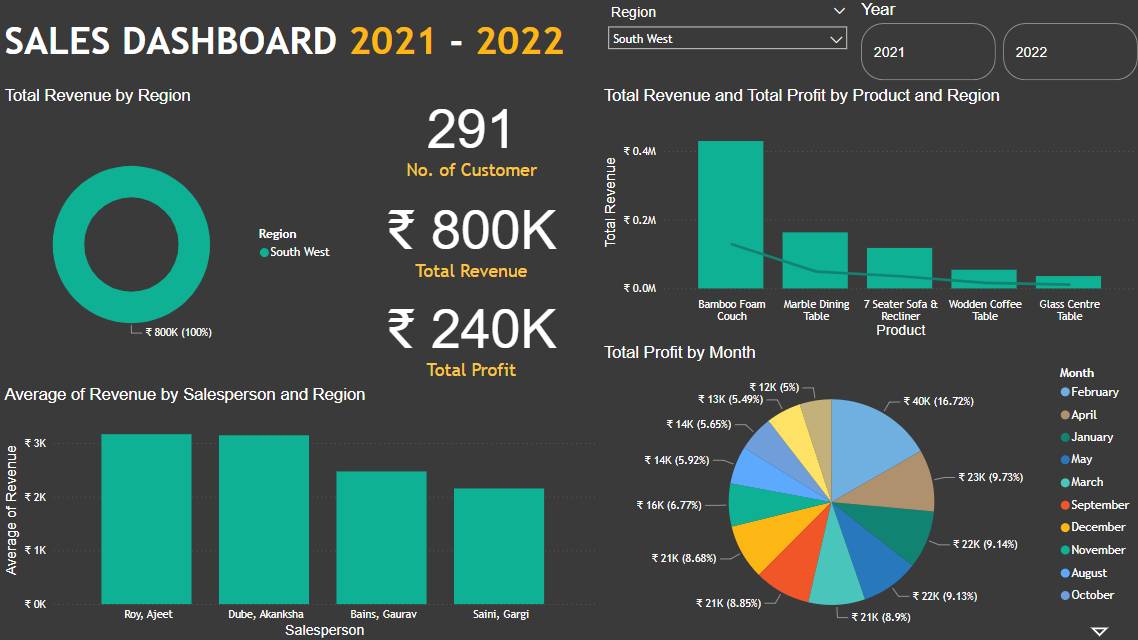 SALES DASHBOARD 2021 - 2022
Region
South West
Year
2021
2022
Total Revenue by Region
Region
South West
₹ 800K (100%)
291
No. of Customer
₹ 800K
Total Revenue
₹ 240K
Total Profit
Total Revenue and Total Profit by Product and Region
Total Revenue
₹ 0.4M
₹ 0.2M
₹ 0.0M
Bamboo Foam
Couch
Marble Dining
Table
7 Seater Sofa &
Recliner
Wodden Coffee
Table
Glass Centre
Table
Product
Average of Revenue by Salesperson and Region
Average of Revenue
₹ 3K
₹ 2K
₹ 1K
₹ 0K
Roy, Ajeet
Dube, Akanksha
Bains, Gaurav
Saini, Gargi
Salesperson
Total Profit by Month
₹ 40K (16.72%)
₹ 23K (9.73%)
₹ 22K (9.14%)
₹ 22K (9.13%)
₹ 21K (8.9%)
₹ 21K (8.85%)
₹ 21K (8.68%)
₹ 16K (6.77%)
₹ 14K (5.92%)
₹ 14K (5.65%)
₹ 13K (5.49%)
₹ 12K (5%)
Month
February
April
January
May
March
September
December
November
August
October